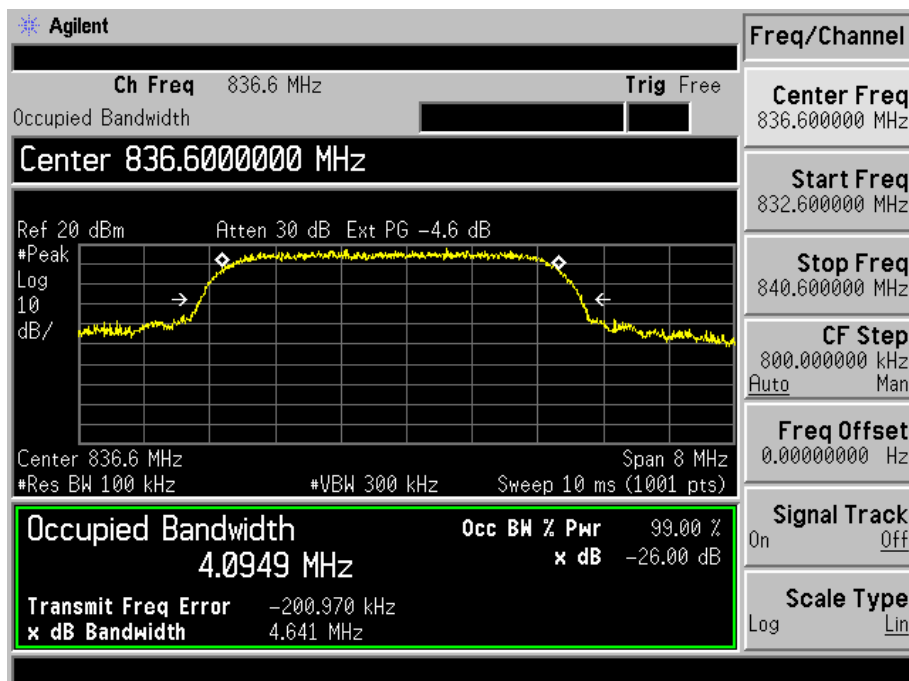 Agilent
Freq/Channel
Ch Freq 836.6 MHz Trig Free
Occupied Bandwidth
Center 836.6000000 MHz
Ref 20 dBm Atten 30 dB Ext PG -4.6 dB
#Peak
Log
10
dB/
Center 836.6 MHz Span 8 MHz
#Res BW 100 kHz #VBW 300 kHz Sweep 10 ms (1001 pts)
Occupied Bandwidth
4.0949 MHz
Occ BW % Pwr 99.00 %
x dB -26.00 dB
Transmit Freq Error -200.970 kHz
x dB Bandwidth 4.641 MHz
Center Freq
836.600000 MHz
Start Freq
832.600000 MHz
Stop Freq
840.600000 MHz
CF Step
800.000000 kHz
Auto Man
Freq Offset
0.00000000 Hz
Signal Track
On Off
Scale Type
Log Lin